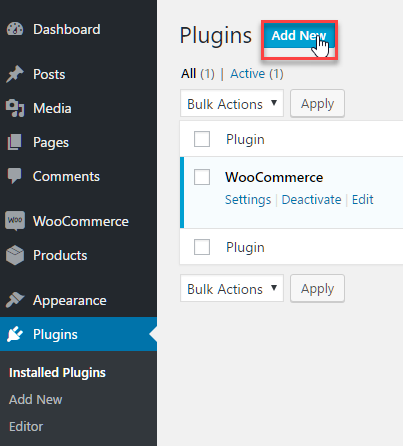 Dashboard
Posts
Media
Pages
Comments
Woo WooCommerce
Products
Appearance
Plugins
Installed Plugins
Add New
Editor
Plugins Add New
All (1) | Active (1)
Bulk Actions Apply
Plugin
WooCommerce
Settings | Deactivate | Edit
Plugin
Bulk Actions Apply